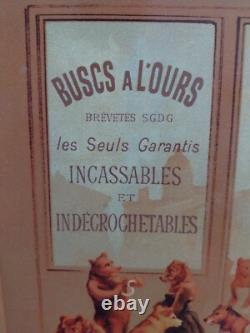 BUSCS A L'OURS
BREVETÉS SGDG
les Seuls Garantis
INCASSABLES
ET
INDÉCROCHETABLES
S